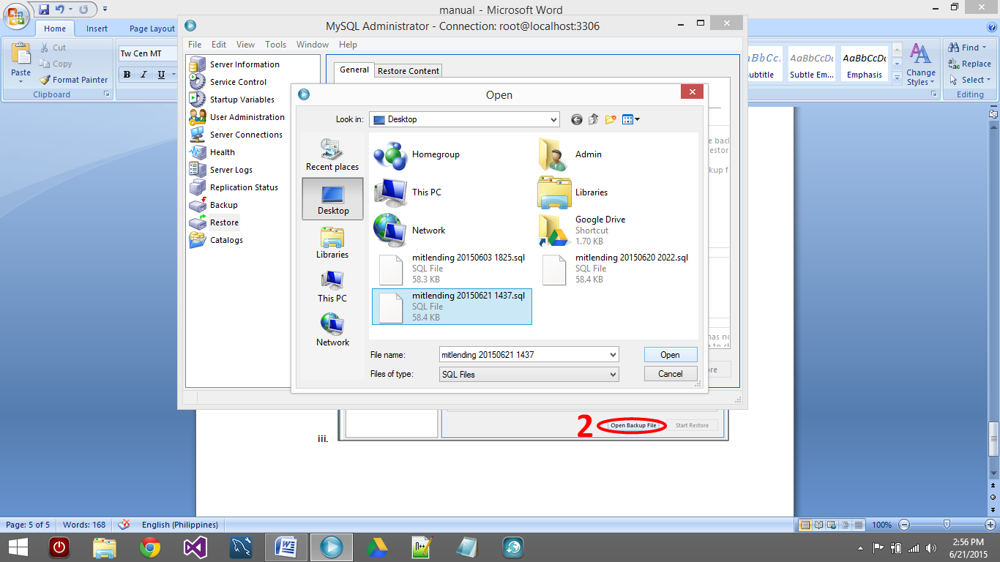 manual - Microsoft Word
Home Insert Page Layout
Paste
Cut
Copy
Format Painter
Clipboard
Tw Cen MT
B I U
Subtle Em...
Emphasis
Change
Styles
Find
Replace
Select
Editing
MySQL Administrator - Connection: root@localhost:3306
File Edit View Tools Window Help
Server Information
Service Control
Startup Variables
User Administration
Server Connections
Health
Server Logs
Replication Status
Backup
Restore
Catalogs
General Restore Content
Open
Look in: Desktop
Recent places
Desktop
Libraries
This PC
Network
Homegroup
Admin
This PC
Libraries
Network
Google Drive
Shortcut
1.70 KB
mitlending 20150603 1825.sql
SQL File
58.3 KB
mitlending 20150620 2022.sql
SQL File
58.4 KB
mitlending 20150621 1437.sql
SQL File
58.4 KB
File name: mitlending 20150621 1437 Open
Files of type: SQL Files Cancel
2 Open Backup File Start Restore
iii.
Page: 5 of 5 Words: 168 English (Philippines) 100%
2:56 PM
6/21/2015